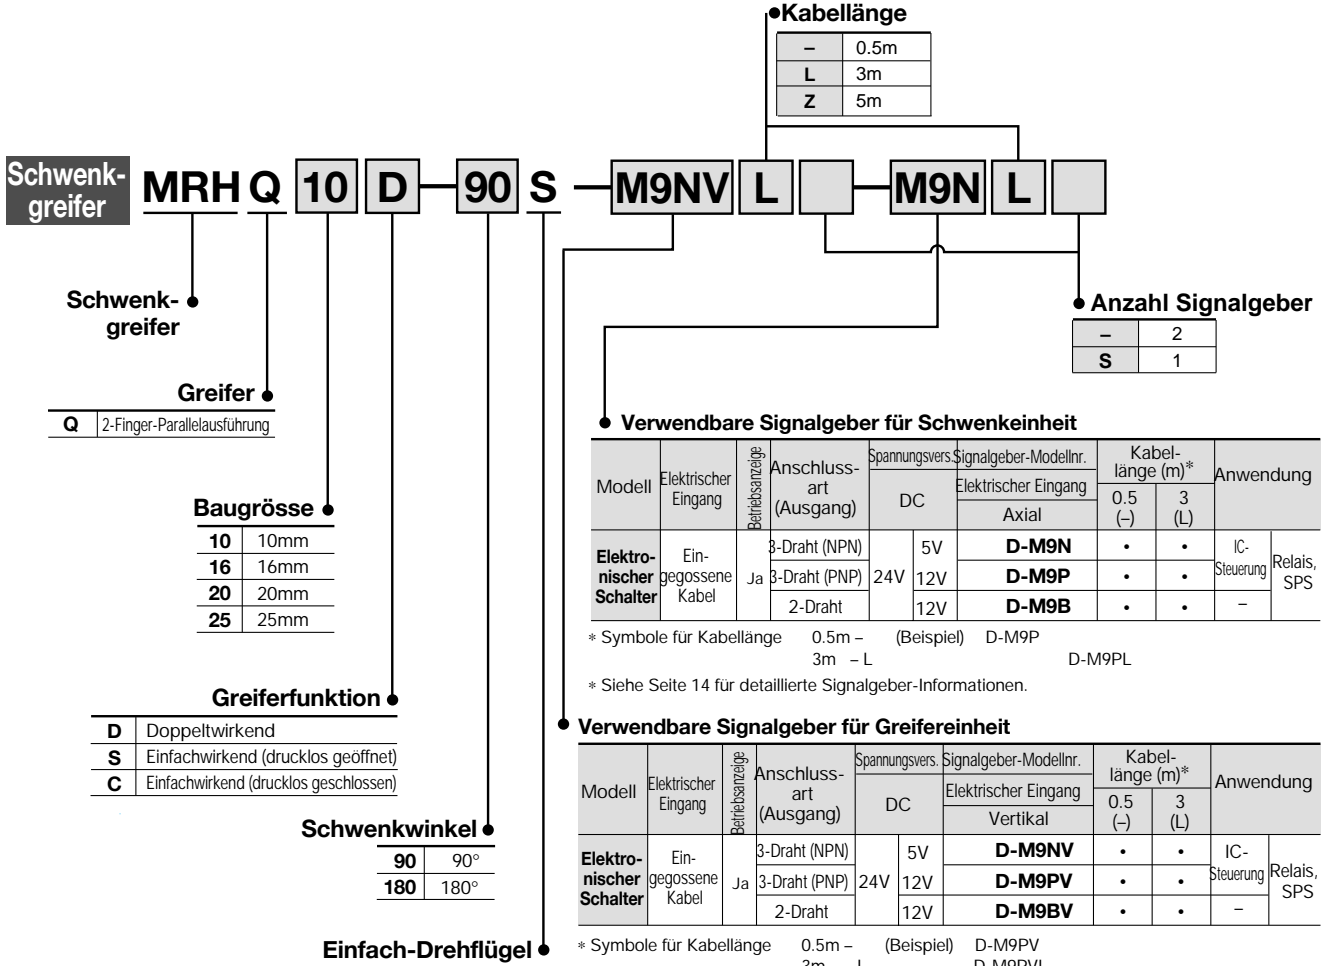 Kabellänge
– 0.5m
L 3m
Z 5m
Schwenk-
greifer
MRH Q 10 D 90 S M9NV L M9N L
Schwenk-
greifer
Anzahl Signalgeber
– 2
S 1
Greifer
Q 2-Finger-Parallelausführung
Baugrösse
10 10mm
16 16mm
20 20mm
25 25mm
Greiferfunktion
D Doppeltwirkend
S Einfachwirkend (drucklos geöffnet)
C Einfachwirkend (drucklos geschlossen)
Schwenkwinkel
90 90°
180 180°
Einfach-Drehflügel
Verwendbare Signalgeber für Schwenkeinheit
Modell
Elektrischer
Eingang
Betriebsanzeige
Anschluss-
art
(Ausgang)
Spannungsvers.
DC
Signalgeber-Modellnr.
Elektrischer Eingang
Axial
Kabel-
länge (m)*
0.5
(–)
3
(L)
Anwendung
Elektro-
nischer
Schalter
Ein-
gegossene
Kabel
Ja
3-Draht (NPN)
3-Draht (PNP)
2-Draht
24V
5V
12V
12V
D-M9N • •
D-M9P • •
D-M9B • •
IC-
Steuerung
–
Relais,
SPS
* Symbole für Kabellänge 0.5m – (Beispiel) D-M9P
3m – L D-M9PL
* Siehe Seite 14 für detaillierte Signalgeber-Informationen.
Verwendbare Signalgeber für Greifereinheit
Modell
Elektrischer
Eingang
Betriebsanzeige
Anschluss-
art
(Ausgang)
Spannungsvers.
DC
Signalgeber-Modellnr.
Elektrischer Eingang
Vertikal
Kabel-
länge (m)*
0.5
(–)
3
(L)
Anwendung
Elektro-
nischer
Schalter
Ein-
gegossene
Kabel
Ja
3-Draht (NPN)
3-Draht (PNP)
2-Draht
24V
5V
12V
12V
D-M9NV • •
D-M9PV • •
D-M9BV • •
IC-
Steuerung
–
Relais,
SPS
* Symbole für Kabellänge 0.5m – (Beispiel) D-M9PV